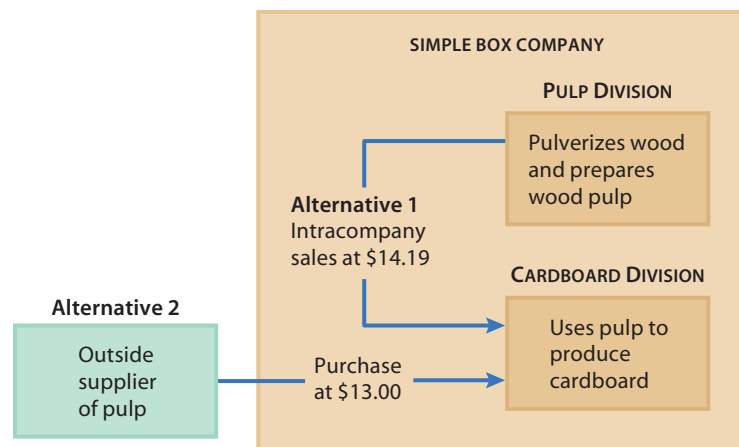 SIMPLE BOX COMPANY
PULP DIVISION
Pulverizes wood
and prepares
wood pulp
Alternative 1
Intracompany
sales at $14.19
CARDBOARD DIVISION
Uses pulp to
produce
cardboard
Alternative 2
Outside
supplier
of pulp
Purchase
at $13.00